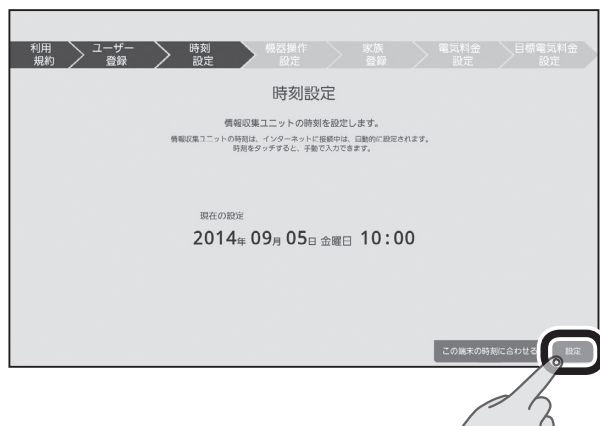 利用
規約
ユーザー
登録
時刻
設定
機器操作
設定
家族
登録
電気料金
設定
目標電気料金
設定
時刻設定
情報収集ユニットの時刻を設定します。
情報収集ユニットの時刻は、インターネットに接続中は、自動的に設定されます。
時刻をタッチすると、手動で入力できます。
現在の設定
2014年 09月 05日 金曜日 10:00
この端末の時刻に合わせる
設定